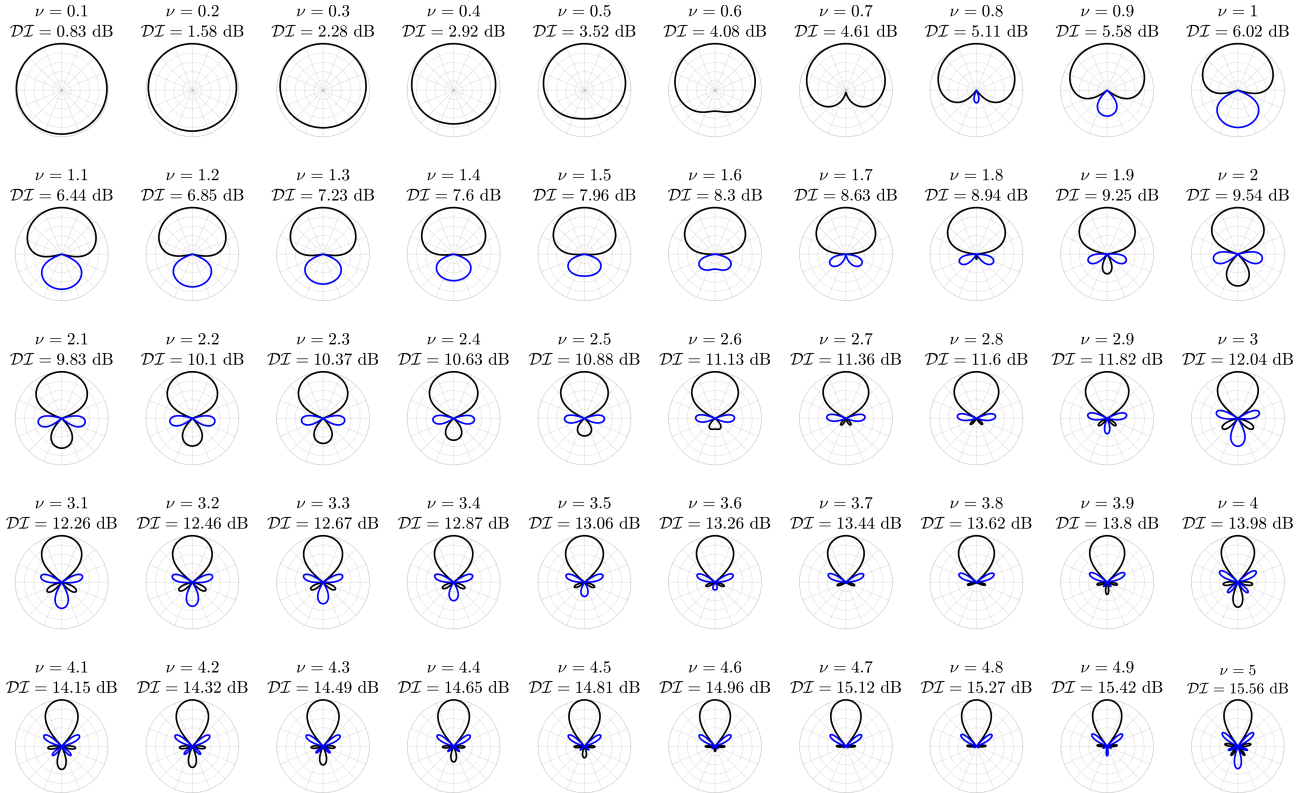 ν = 0.1 ν = 0.2 ν = 0.3 ν = 0.4 ν = 0.5 ν = 0.6 ν = 0.7 ν = 0.8 ν = 0.9 ν = 1
𝒟ℐ = 0.83 dB 𝒟ℐ = 1.58 dB 𝒟ℐ = 2.28 dB 𝒟ℐ = 2.92 dB 𝒟ℐ = 3.52 dB 𝒟ℐ = 4.08 dB 𝒟ℐ = 4.61 dB 𝒟ℐ = 5.11 dB 𝒟ℐ = 5.58 dB 𝒟ℐ = 6.02 dB
ν = 1.1 ν = 1.2 ν = 1.3 ν = 1.4 ν = 1.5 ν = 1.6 ν = 1.7 ν = 1.8 ν = 1.9 ν = 2
𝒟ℐ = 6.44 dB 𝒟ℐ = 6.85 dB 𝒟ℐ = 7.23 dB 𝒟ℐ = 7.6 dB 𝒟ℐ = 7.96 dB 𝒟ℐ = 8.3 dB 𝒟ℐ = 8.63 dB 𝒟ℐ = 8.94 dB 𝒟ℐ = 9.25 dB 𝒟ℐ = 9.54 dB
ν = 2.1 ν = 2.2 ν = 2.3 ν = 2.4 ν = 2.5 ν = 2.6 ν = 2.7 ν = 2.8 ν = 2.9 ν = 3
𝒟ℐ = 9.83 dB 𝒟ℐ = 10.1 dB 𝒟ℐ = 10.37 dB 𝒟ℐ = 10.63 dB 𝒟ℐ = 10.88 dB 𝒟ℐ = 11.13 dB 𝒟ℐ = 11.36 dB 𝒟ℐ = 11.6 dB 𝒟ℐ = 11.82 dB 𝒟ℐ = 12.04 dB
ν = 3.1 ν = 3.2 ν = 3.3 ν = 3.4 ν = 3.5 ν = 3.6 ν = 3.7 ν = 3.8 ν = 3.9 ν = 4
𝒟ℐ = 12.26 dB 𝒟ℐ = 12.46 dB 𝒟ℐ = 12.67 dB 𝒟ℐ = 12.87 dB 𝒟ℐ = 13.06 dB 𝒟ℐ = 13.26 dB 𝒟ℐ = 13.44 dB 𝒟ℐ = 13.62 dB 𝒟ℐ = 13.8 dB 𝒟ℐ = 13.98 dB
ν = 4.1 ν = 4.2 ν = 4.3 ν = 4.4 ν = 4.5 ν = 4.6 ν = 4.7 ν = 4.8 ν = 4.9 ν = 5
𝒟ℐ = 14.15 dB 𝒟ℐ = 14.32 dB 𝒟ℐ = 14.49 dB 𝒟ℐ = 14.65 dB 𝒟ℐ = 14.81 dB 𝒟ℐ = 14.96 dB 𝒟ℐ = 15.12 dB 𝒟ℐ = 15.27 dB 𝒟ℐ = 15.42 dB 𝒟ℐ = 15.56 dB